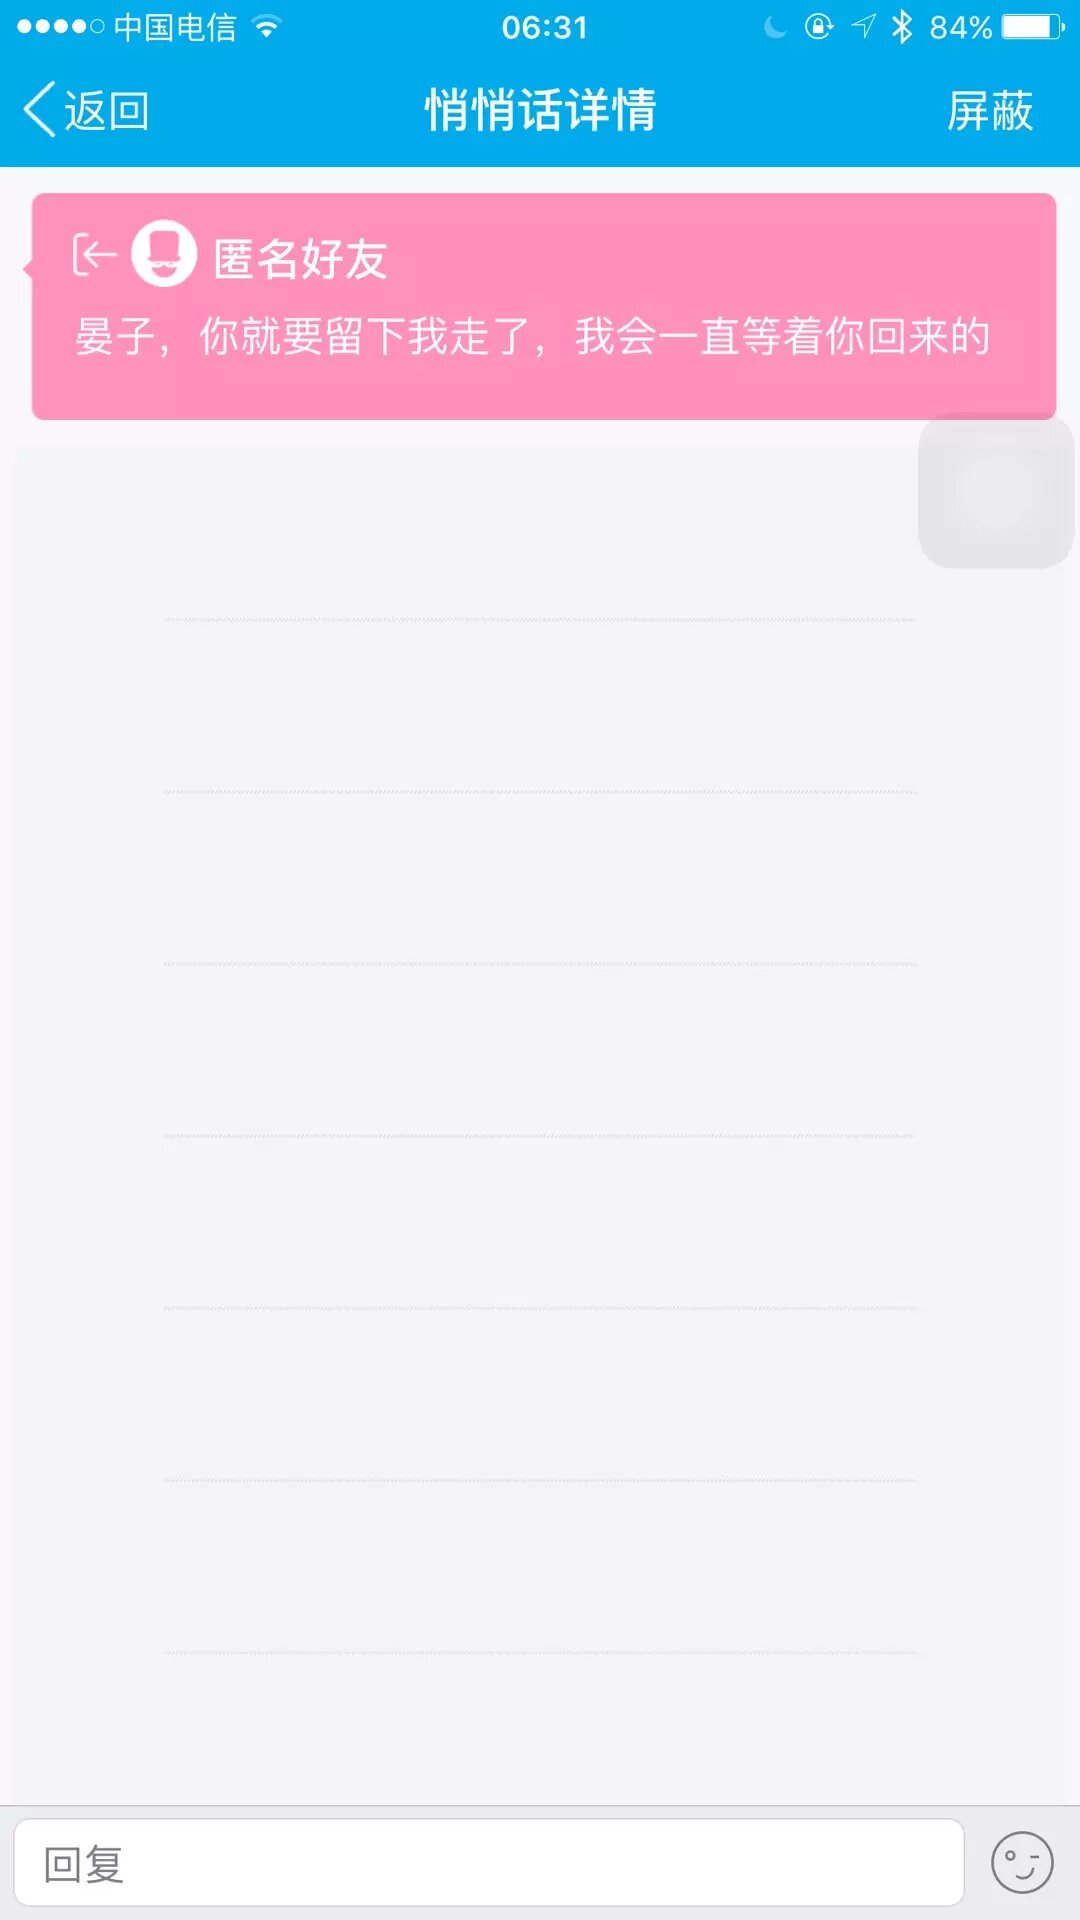 中国电信 06:31 84%
返回 悄悄话详情 屏蔽
匿名好友
晏子，你就要留下我走了，我会一直等着你回来的
回复